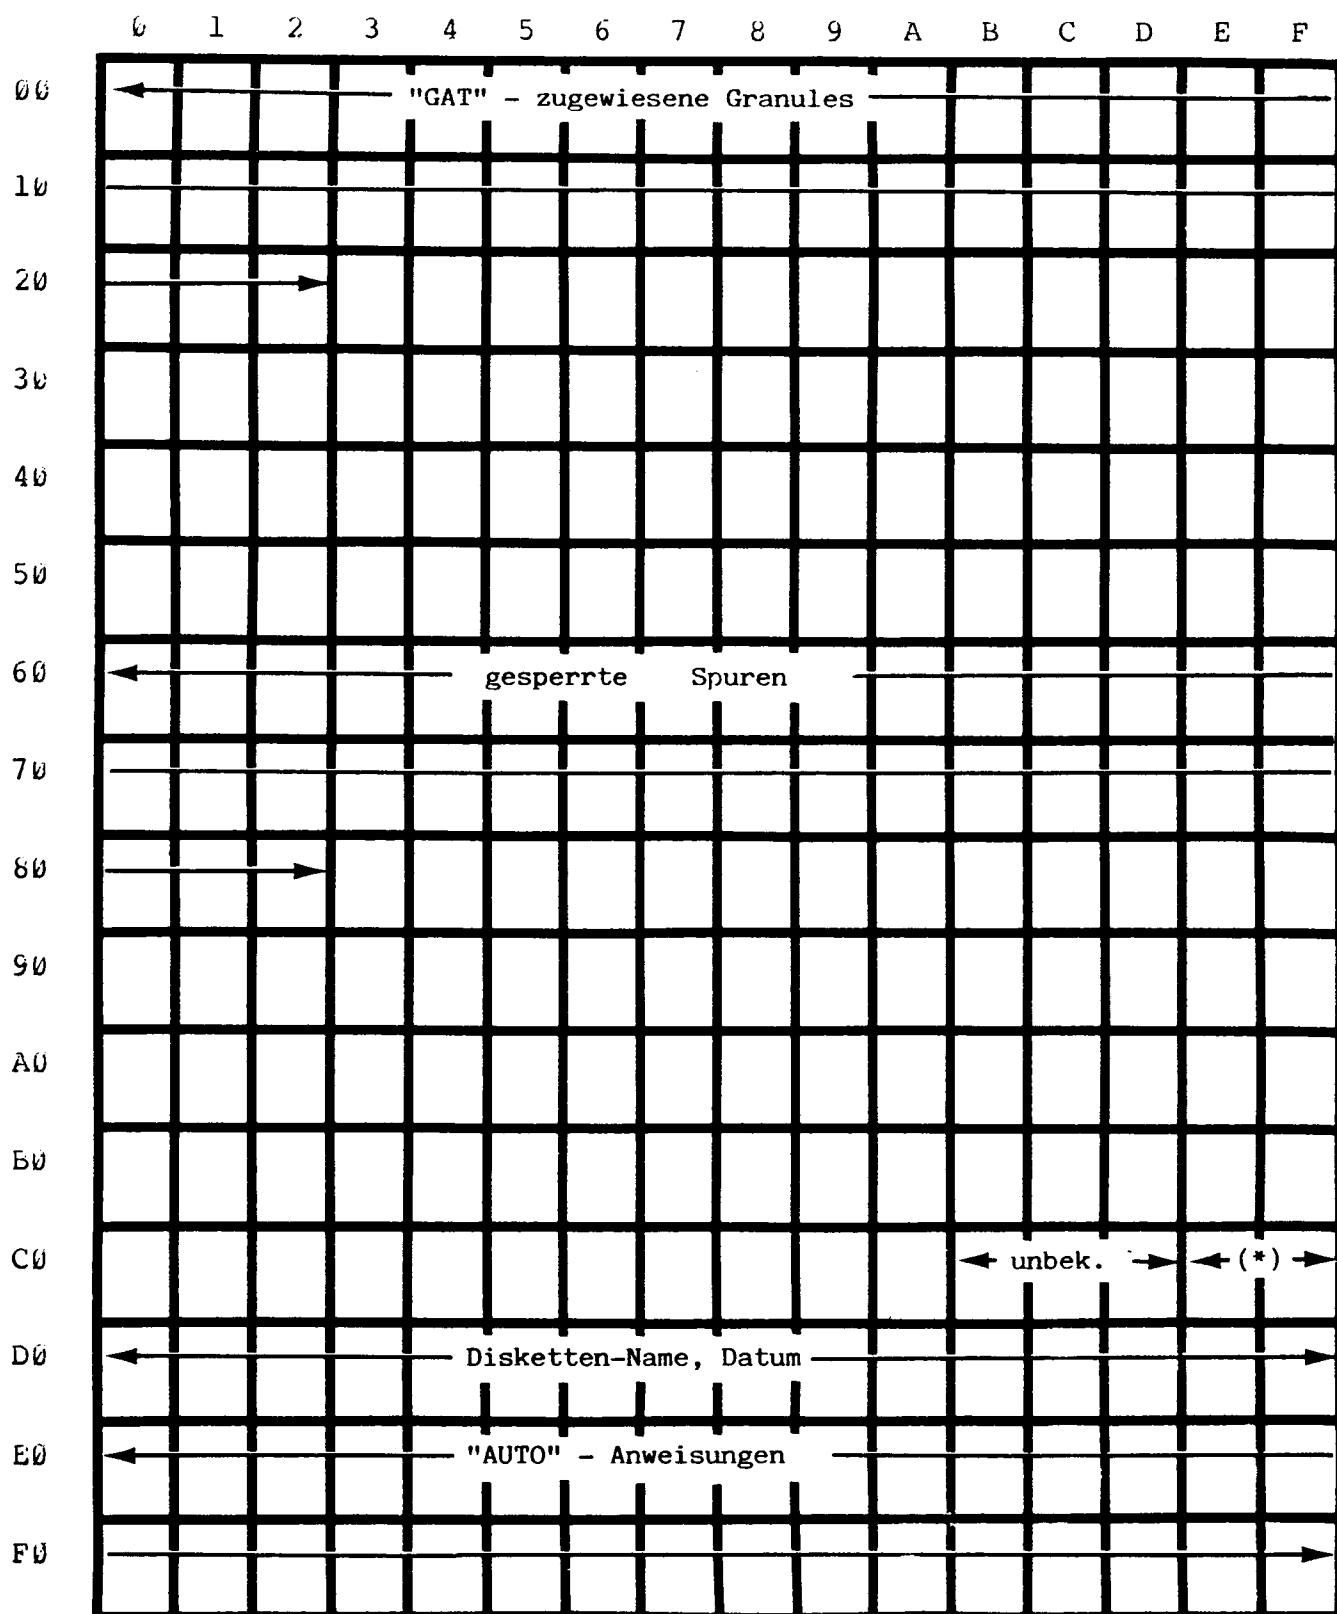 0 1 2 3 4 5 6 7 8 9 A B C D E F
00 "GAT" - zugewiesene Granules
10
20
30
40
50
60 gesperrte Spuren
70
80
90
A0
B0
C0 unbek. (*)
D0 Disketten-Name, Datum
E0 "AUTO" - Anweisungen
F0